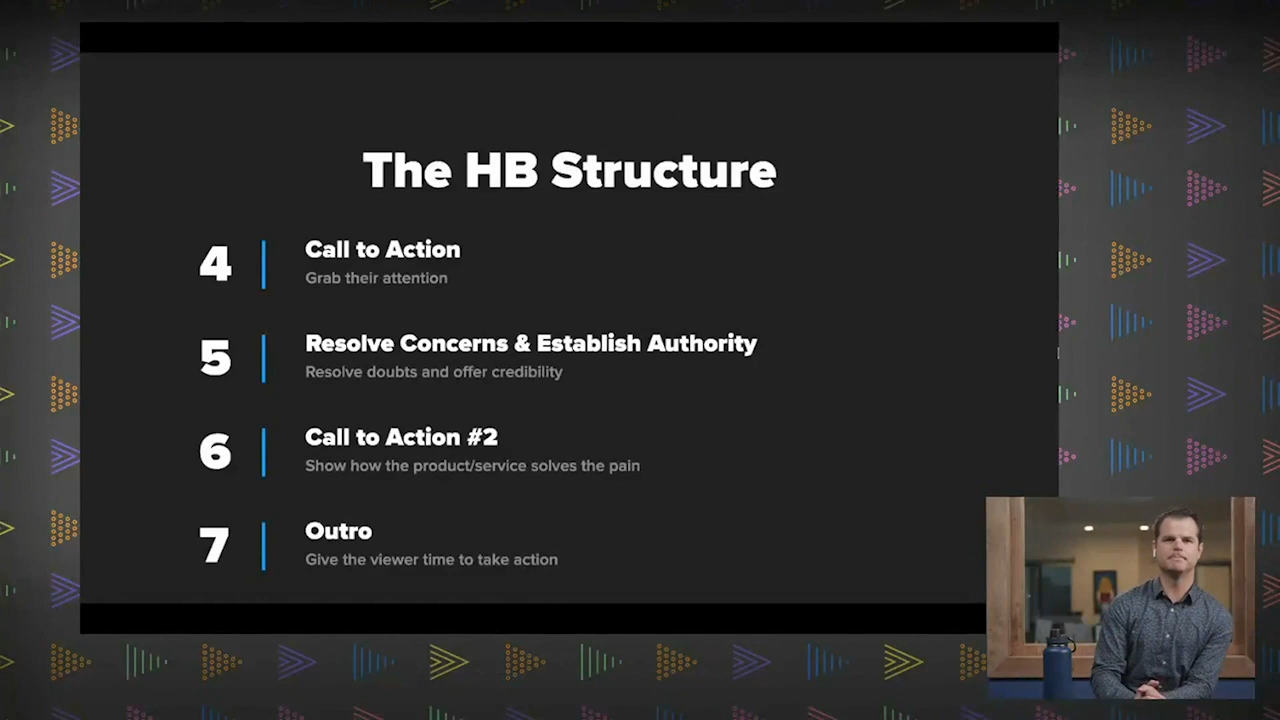 The HB Structure
4
Call to Action
Grab their attention
5
Resolve Concerns & Establish Authority
Resolve doubts and offer credibility
6
Call to Action #2
Show how the product/service solves the pain
7
Outro
Give the viewer time to take action